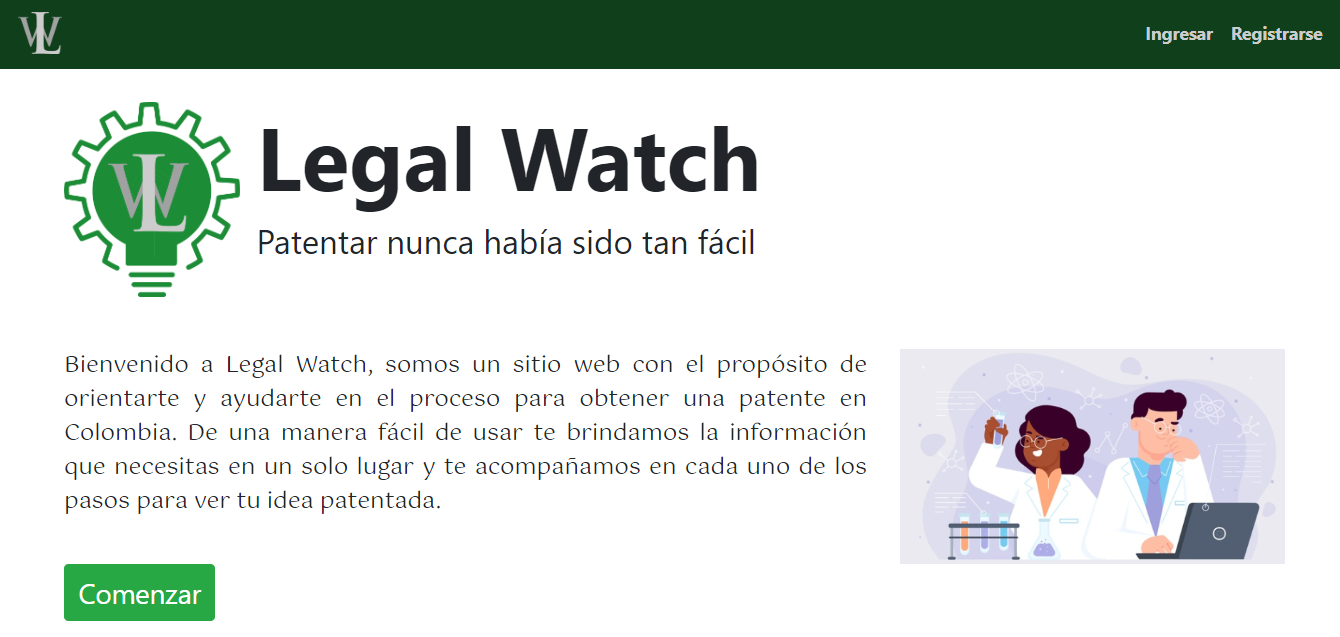 WL
Ingresar Registrarse
WL
Legal Watch
Patentar nunca había sido tan fácil
Bienvenido a Legal Watch, somos un sitio web con el propósito de
orientarte y ayudarte en el proceso para obtener una patente en
Colombia. De una manera fácil de usar te brindamos la información
que necesitas en un solo lugar y te acompañamos en cada uno de los
pasos para ver tu idea patentada.
Comenzar